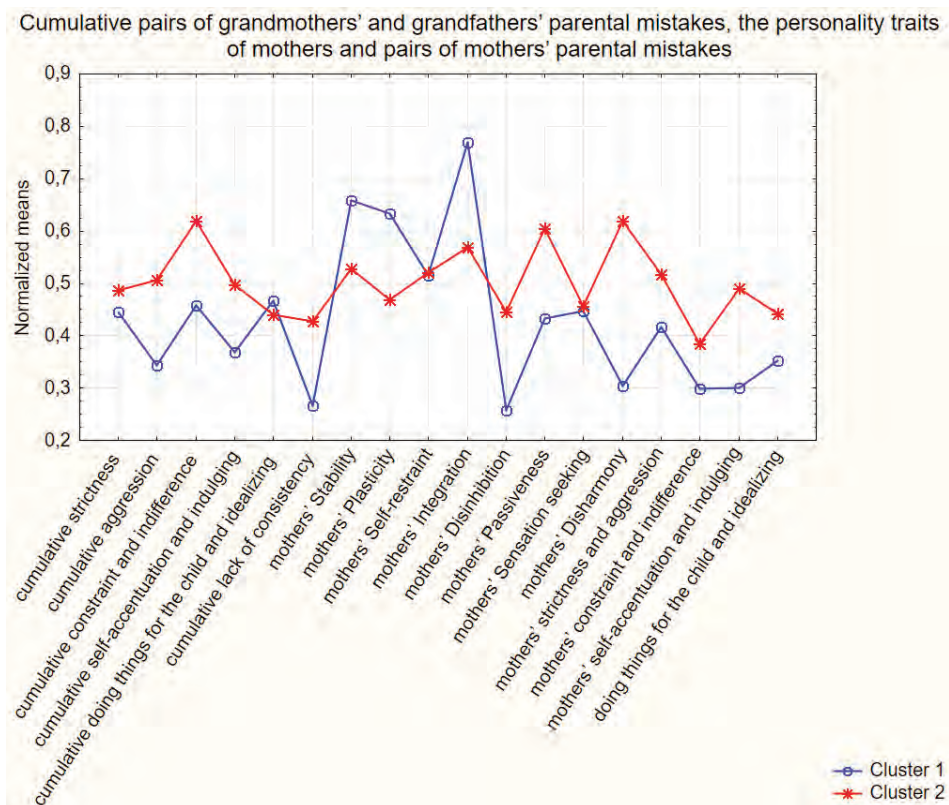 Cumulative pairs of grandmothers’ and grandfathers’ parental mistakes, the personality traits
of mothers and pairs of mothers’ parental mistakes
0,9
0,8
0,7
0,6
0,5
0,4
0,3
0,2
Normalized means
cumulative strictness
cumulative aggression
cumulative constraint and indifference
cumulative self-accentuation and indulging
cumulative doing things for the child and idealizing
cumulative lack of consistency
mothers’ Stability
mothers’ Plasticity
mothers’ Self-restraint
mothers’ Integration
mothers’ Disinhibition
mothers’ Passiveness
mothers’ Sensation seeking
mothers’ Disharmony
mothers’ strictness and aggression
mothers’ constraint and indifference
mothers’ self-accentuation and indulging
doing things for the child and idealizing
Cluster 1
Cluster 2